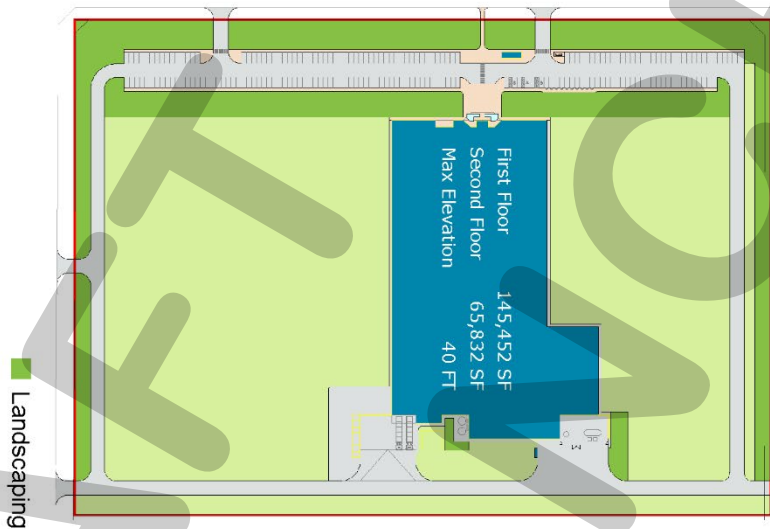 First Floor 145,452 SF
Second Floor 65,832 SF
Max Elevation 40 FT
Landscaping